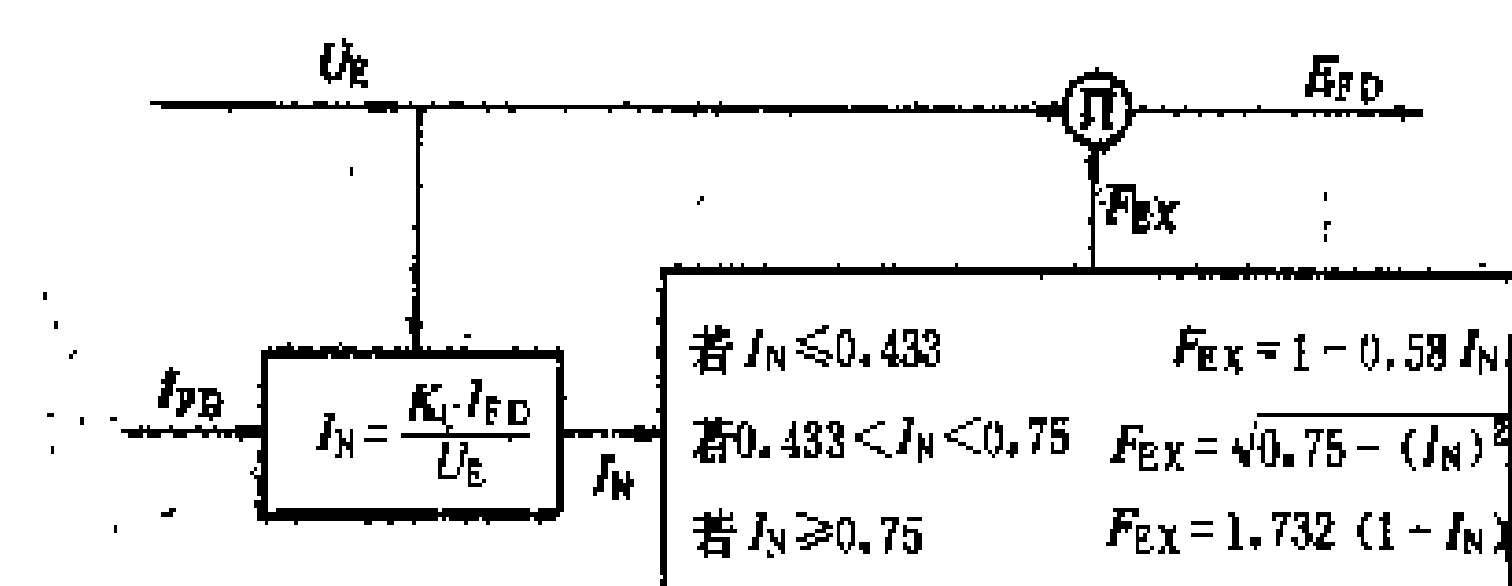 U_E
E_FD
Π
F_EX
若 I_N ≤ 0.433 F_EX = 1 - 0.58 I_N
I_FD
I_N = K_I·I_FD / U_E
I_N
若 0.433 < I_N < 0.75 F_EX = √0.75 - (I_N)²
若 I_N ≥ 0.75 F_EX = 1.732 (1 - I_N)